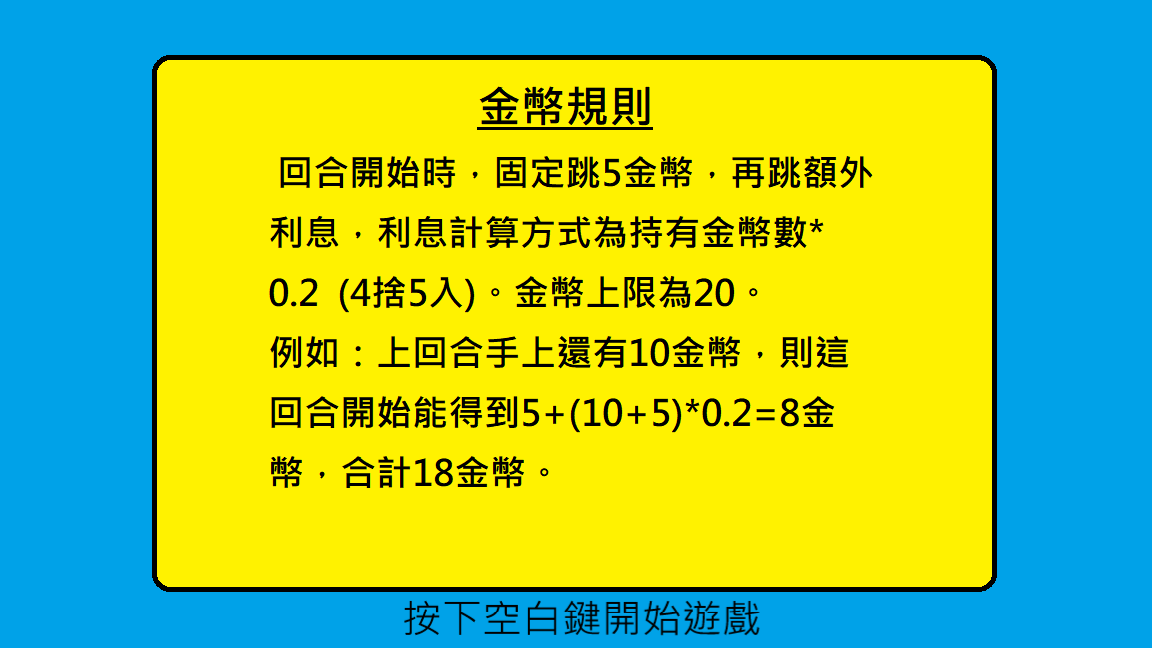 金幣規則
回合開始時，固定跳5金幣，再跳額外
利息，利息計算方式為持有金幣數*
0.2 (4捨5入)。金幣上限為20。
例如：上回合手上還有10金幣，則這
回合開始能得到5+(10+5)*0.2=8金
幣，合計18金幣。
按下空白鍵開始遊戲